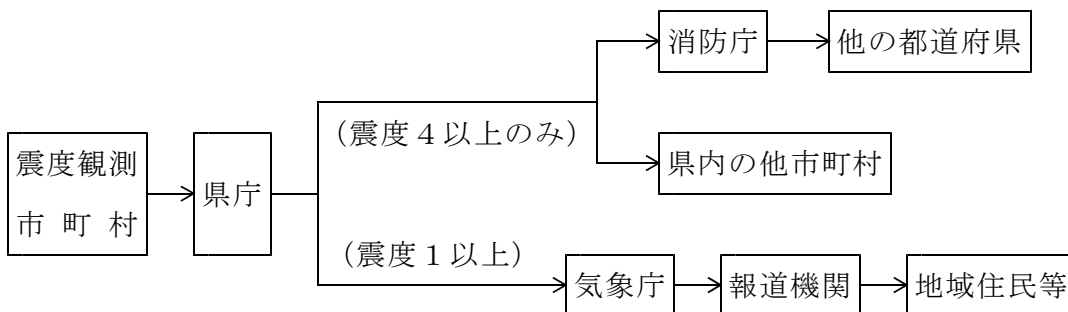 消防庁
他の都道府県
(震度4以上のみ)
震度観測
市町村
県庁
県内の他市町村
(震度1以上)
気象庁
報道機関
地域住民等